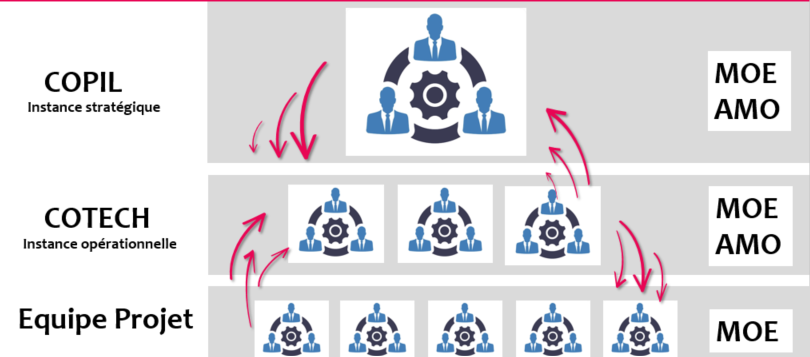 COPIL
Instance stratégique
MOE
AMO
COTECH
Instance opérationnelle
MOE
AMO
Equipe Projet
MOE